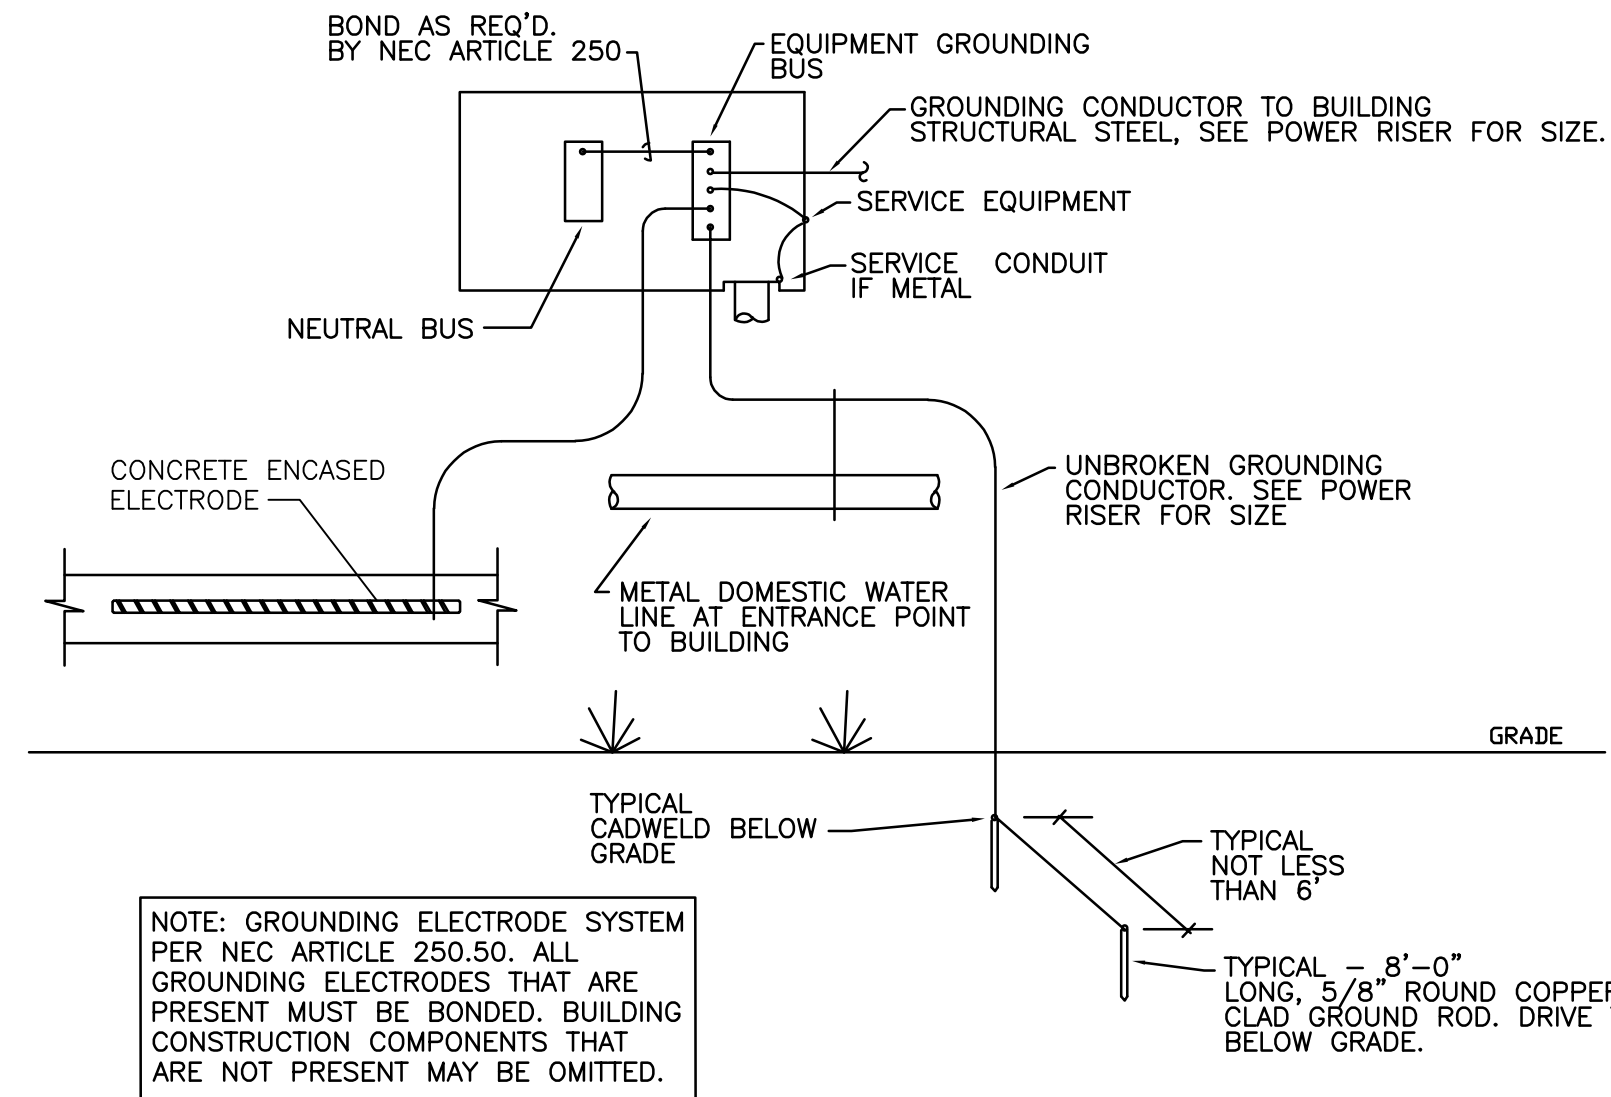 BOND AS REQ'D.
BY NEC ARTICLE 250
EQUIPMENT GROUNDING
BUS
GROUNDING CONDUCTOR TO BUILDING
STRUCTURAL STEEL, SEE POWER RISER FOR SIZE.
SERVICE EQUIPMENT
SERVICE CONDUIT
IF METAL
NEUTRAL BUS
CONCRETE ENCASED
ELECTRODE
UNBROKEN GROUNDING
CONDUCTOR. SEE POWER
RISER FOR SIZE
METAL DOMESTIC WATER
LINE AT ENTRANCE POINT
TO BUILDING
GRADE
TYPICAL
CADWELD BELOW
GRADE
TYPICAL
NOT LESS
THAN 6'
TYPICAL - 8'-0"
LONG, 5/8" ROUND COPPER
CLAD GROUND ROD. DRIVE
BELOW GRADE.
NOTE: GROUNDING ELECTRODE SYSTEM
PER NEC ARTICLE 250.50. ALL
GROUNDING ELECTRODES THAT ARE
PRESENT MUST BE BONDED. BUILDING
CONSTRUCTION COMPONENTS THAT
ARE NOT PRESENT MAY BE OMITTED.